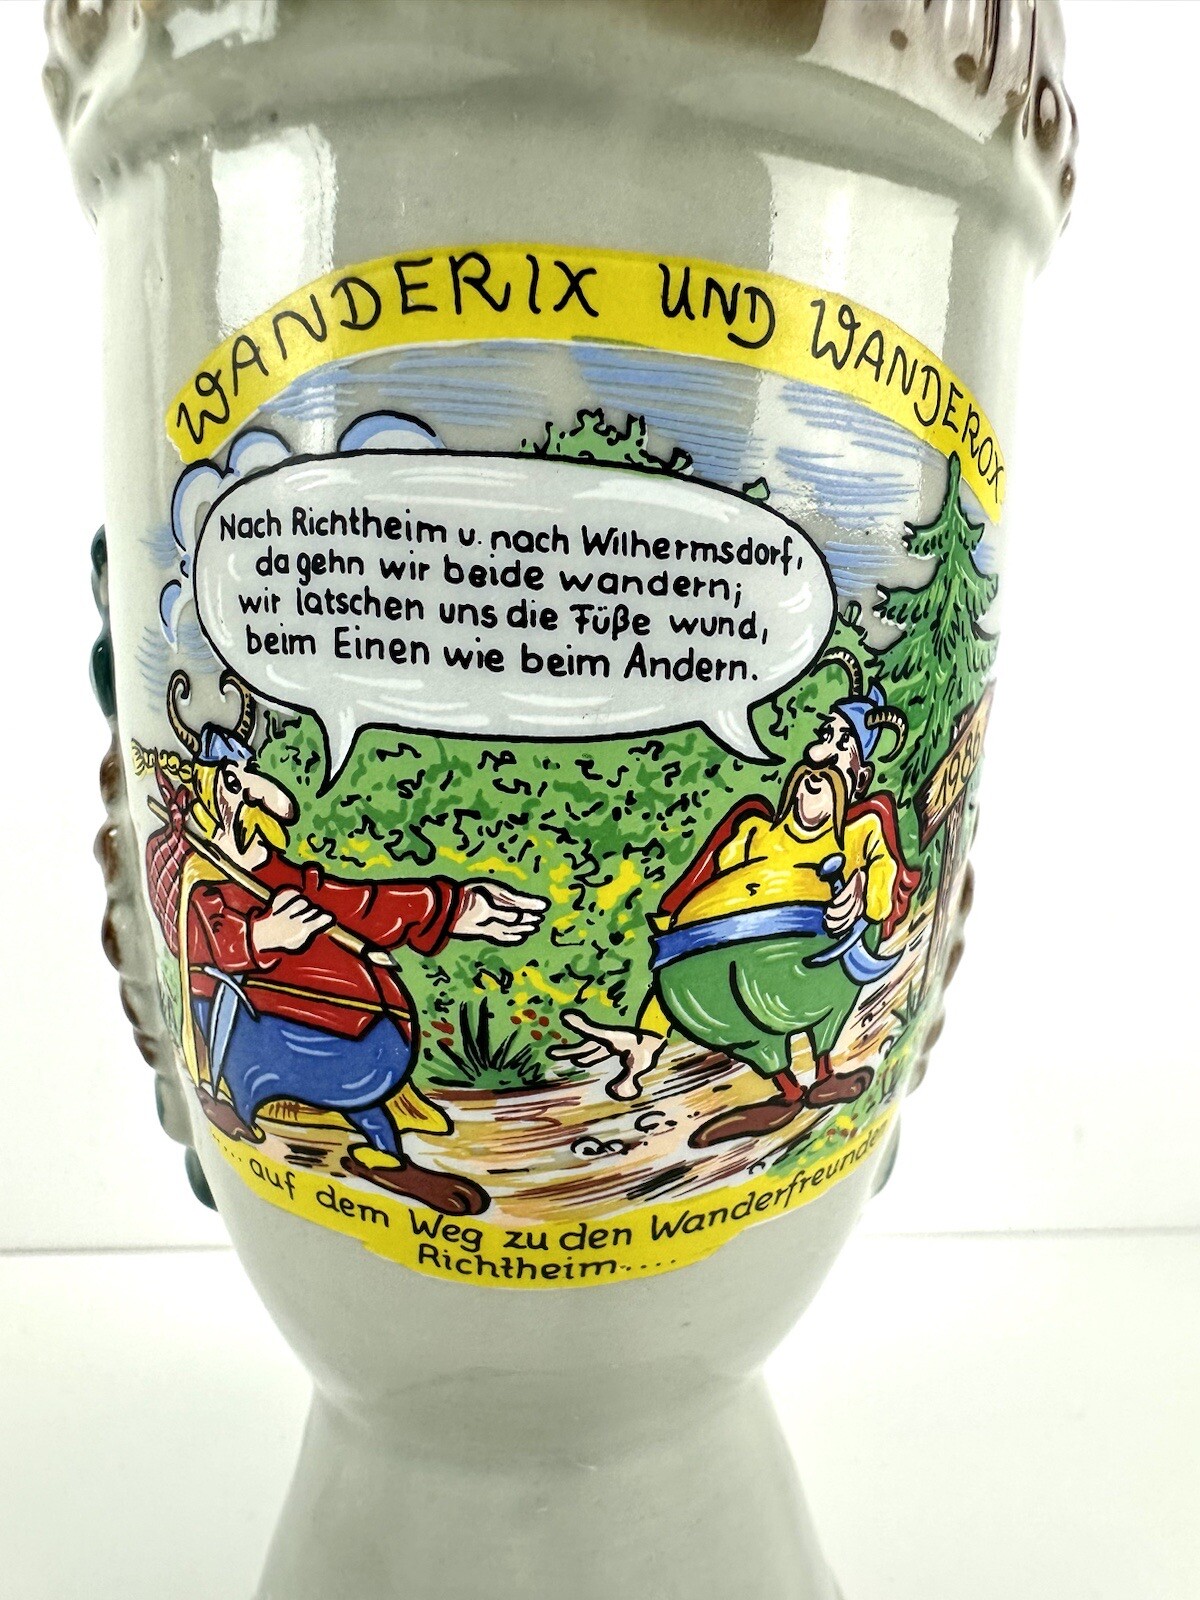 WANDERIX UND WANDEROX
Nach Richtheim u. nach Wilhermsdorf,
da gehn wir beide wandern;
wir latschen uns die Füße wund,
beim Einen wie beim Andern.
1986
.... auf dem Weg zu den Wanderfreunden
Richtheim....